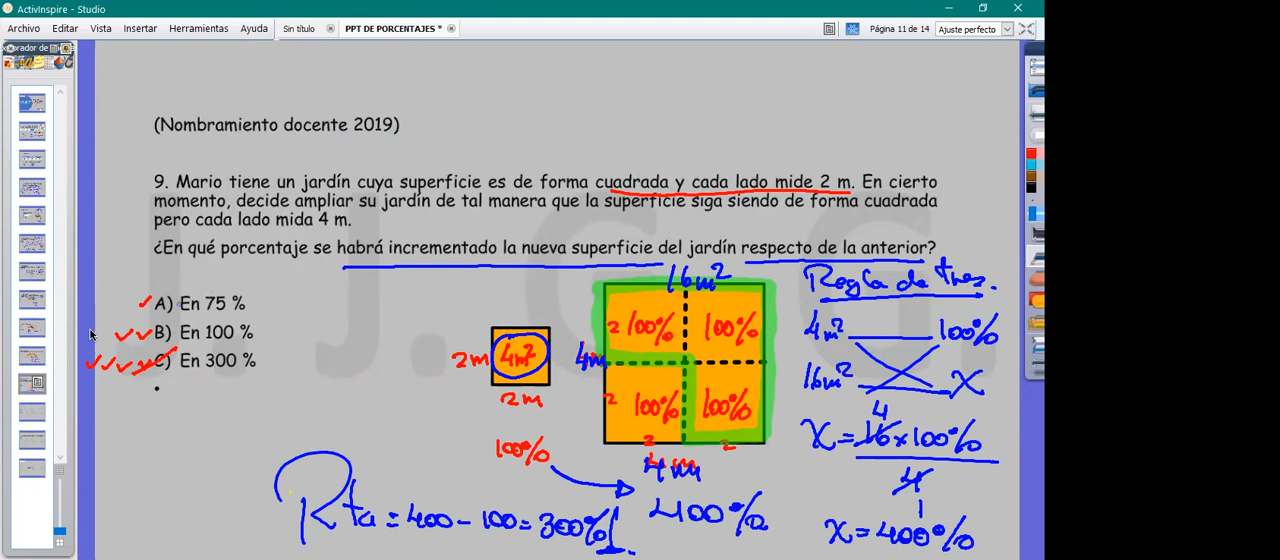 ActivInspire - Studio
Archivo Editar Vista Insertar Herramientas Ayuda
Sin título PPT DE PORCENTAJES *
Página 11 de 14 Ajuste perfecto
(Nombramiento docente 2019)
9. Mario tiene un jardín cuya superficie es de forma cuadrada y cada lado mide 2 m. En cierto
momento, decide ampliar su jardín de tal manera que la superficie siga siendo de forma cuadrada
pero cada lado mida 4 m.
¿En qué porcentaje se habrá incrementado la nueva superficie del jardín respecto de la anterior?
A) En 75 %
B) En 100 %
C) En 300 %
2m
4m²
2m
100%
16m²
4m
2 100% 100%
2 100% 100%
2 2
4m
400%
Regla de tres.
4m² 100%
16m² X
4
X = 16 x 100%
4
1
X = 400%
Rta = 400 - 100 = 300%
J. C. G